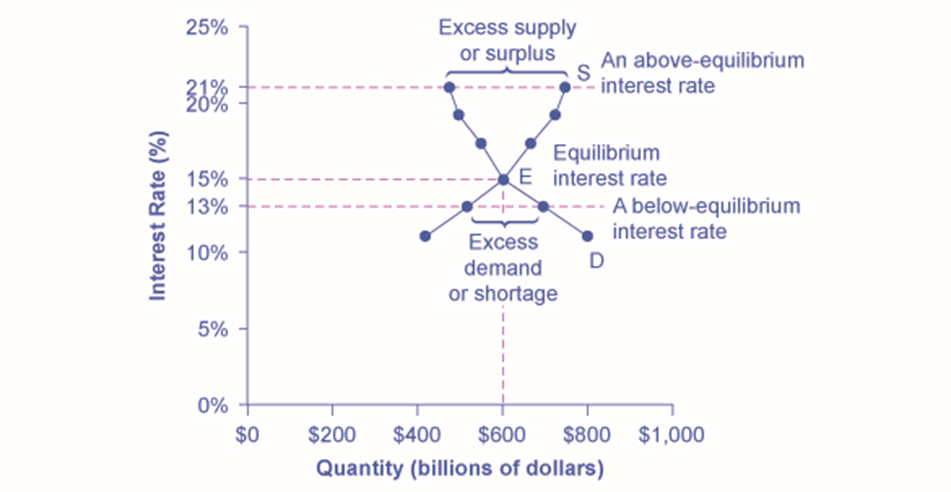 25%
Excess supply
or surplus
S
An above-equilibrium
interest rate
21%
20%
Interest Rate (%)
Equilibrium
interest rate
15%
E
13%
A below-equilibrium
interest rate
Excess
demand
or shortage
10%
D
5%
0%
$0 $200 $400 $600 $800 $1,000
Quantity (billions of dollars)